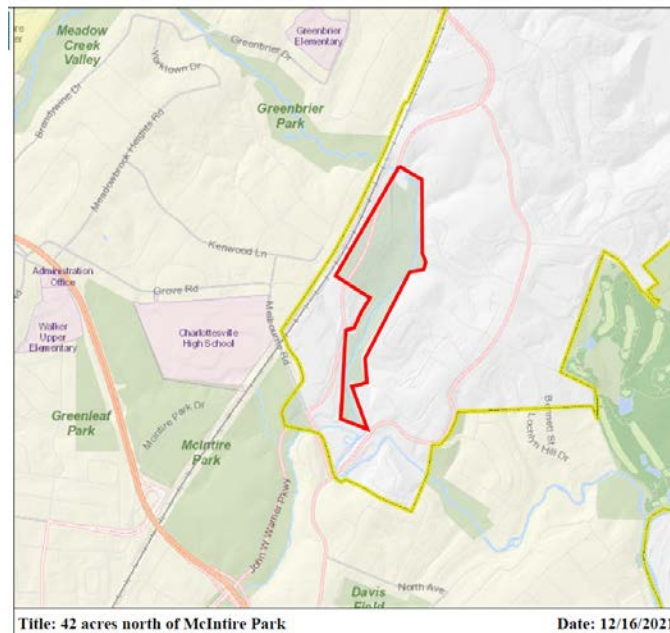 Meadow
Creek
Valley
Greenbrier
Elementary
Greenbrier Dr
Yorktown Dr
Brandywine Dr
Greenbrier
Park
Meadowbrook Heights Rd
Kenwood Ln
Administration
Office
Grove Rd
Melbourne Rd
Walker
Upper
Elementary
Charlottesville
High School
Greenleaf
Park
McIntire Park Dr
McIntire
Park
Bennett St
Lochlyn Hill Dr
John W Warner Pkwy
North Ave
Davis
Field
Title: 42 acres north of McIntire Park
Date: 12/16/2021